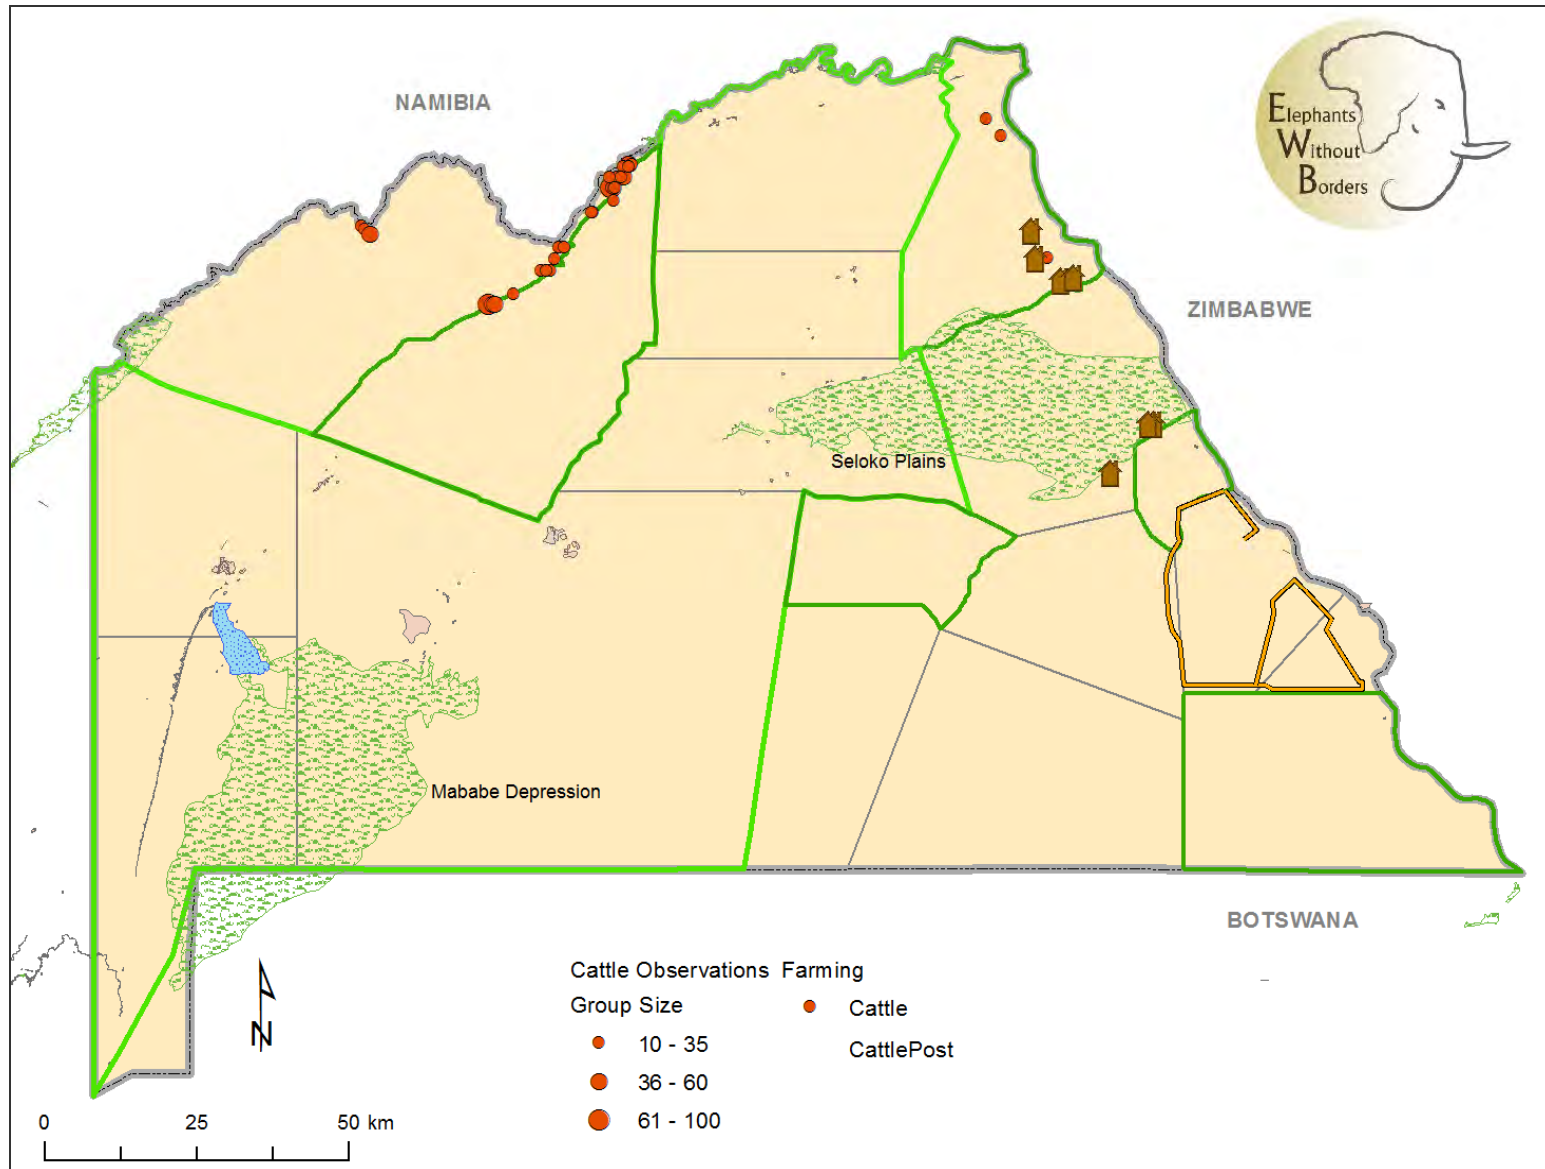 NAMIBIA
Elephants
Without
Borders
ZIMBABWE
Seloko Plains
Mababe Depression
BOTSWANA
Cattle Observations Farming
Group Size
Cattle
10 - 35
CattlePost
36 - 60
61 - 100
N
0 25 50 km